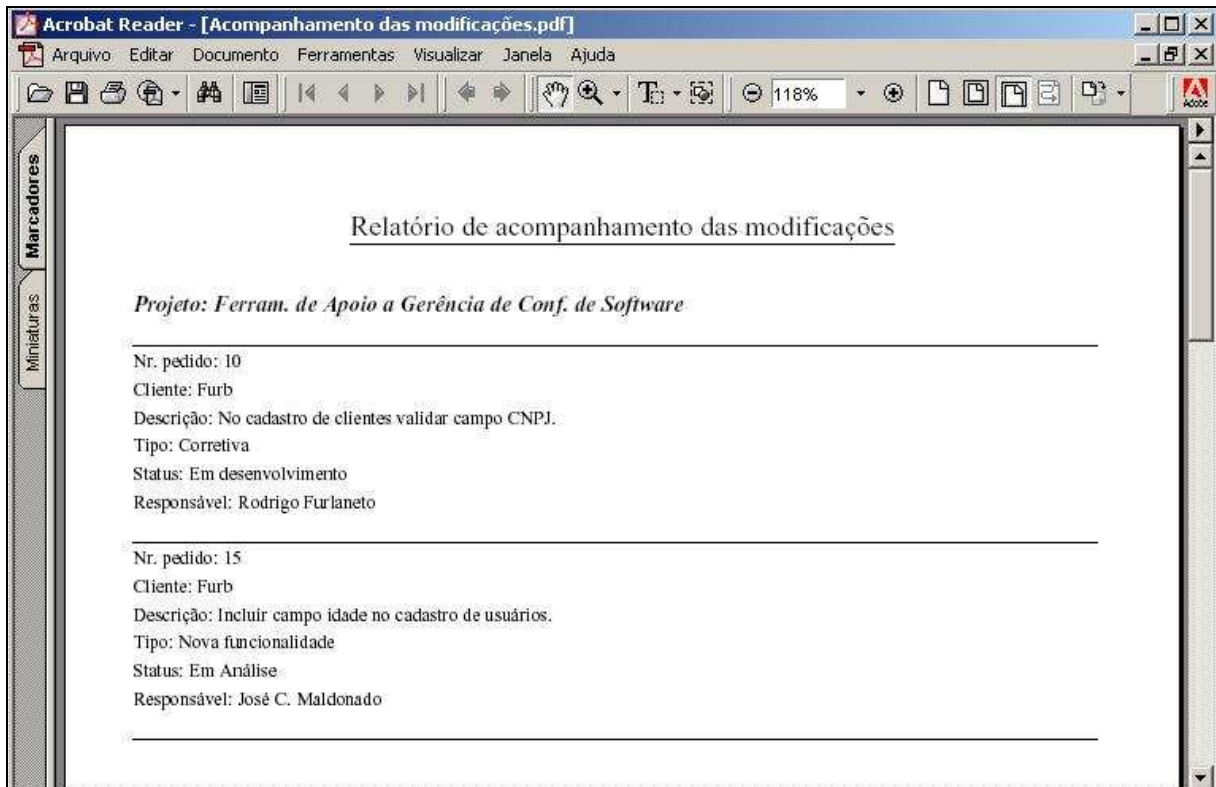 Acrobat Reader - [Acompanhamento das modificações.pdf]
Arquivo Editar Documento Ferramentas Visualizar Janela Ajuda
118%
Adobe
Marcadores
Miniaturas
Relatório de acompanhamento das modificações
Projeto: Ferram. de Apoio a Gerência de Conf. de Software
Nr. pedido: 10
Cliente: Furb
Descrição: No cadastro de clientes validar campo CNPJ.
Tipo: Corretiva
Status: Em desenvolvimento
Responsável: Rodrigo Furlaneto
Nr. pedido: 15
Cliente: Furb
Descrição: Incluir campo idade no cadastro de usuários.
Tipo: Nova funcionalidade
Status: Em Análise
Responsável: José C. Maldonado